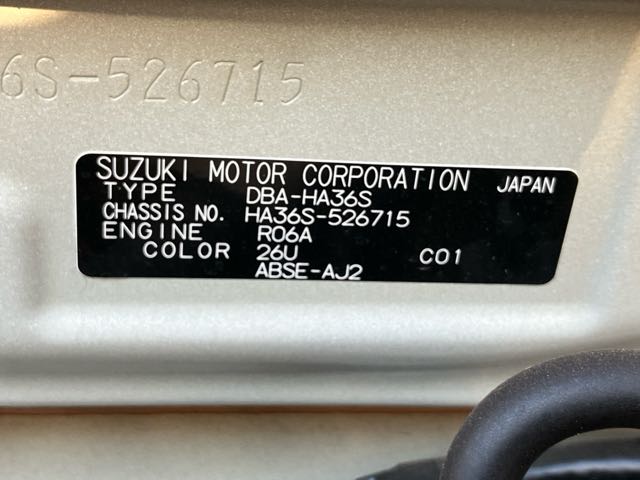 6S-526715
SUZUKI MOTOR CORPORATION JAPAN
TYPE DBA-HA36S
CHASSIS NO. HA36S-526715
ENGINE R06A
COLOR 26U C01
ABSE-AJ2